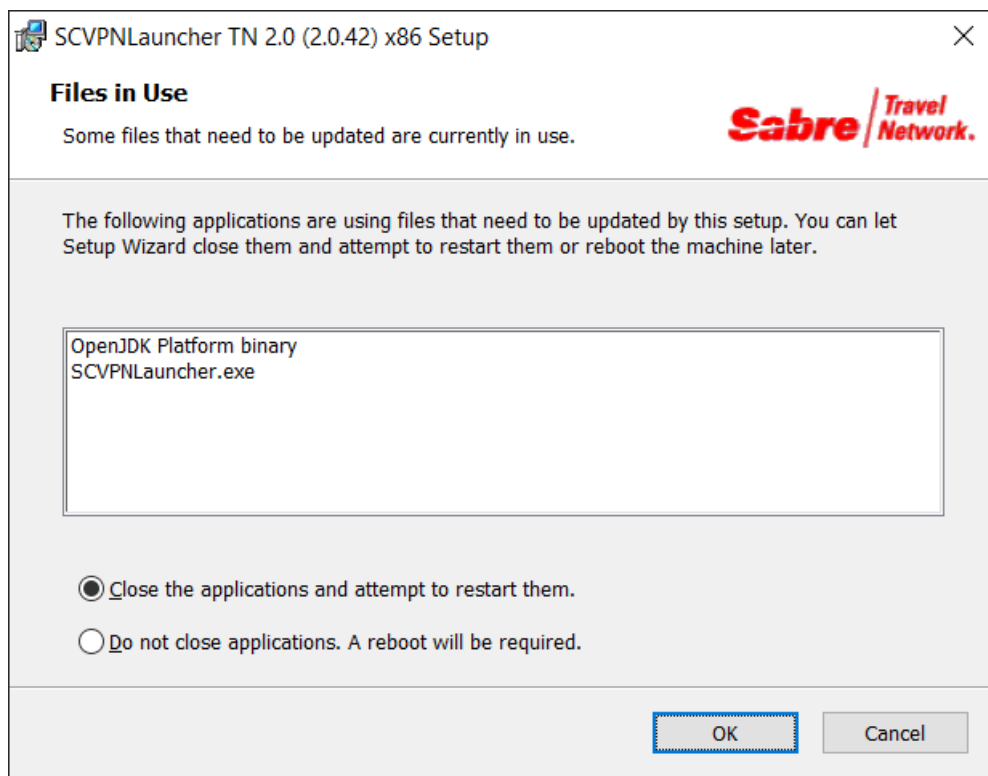 SCVPNLauncher TN 2.0 (2.0.42) x86 Setup
Files in Use
Some files that need to be updated are currently in use.
Sabre Travel Network.
The following applications are using files that need to be updated by this setup. You can let
Setup Wizard close them and attempt to restart them or reboot the machine later.
OpenJDK Platform binary
SCVPNLauncher.exe
Close the applications and attempt to restart them.
Do not close applications. A reboot will be required.
OK
Cancel